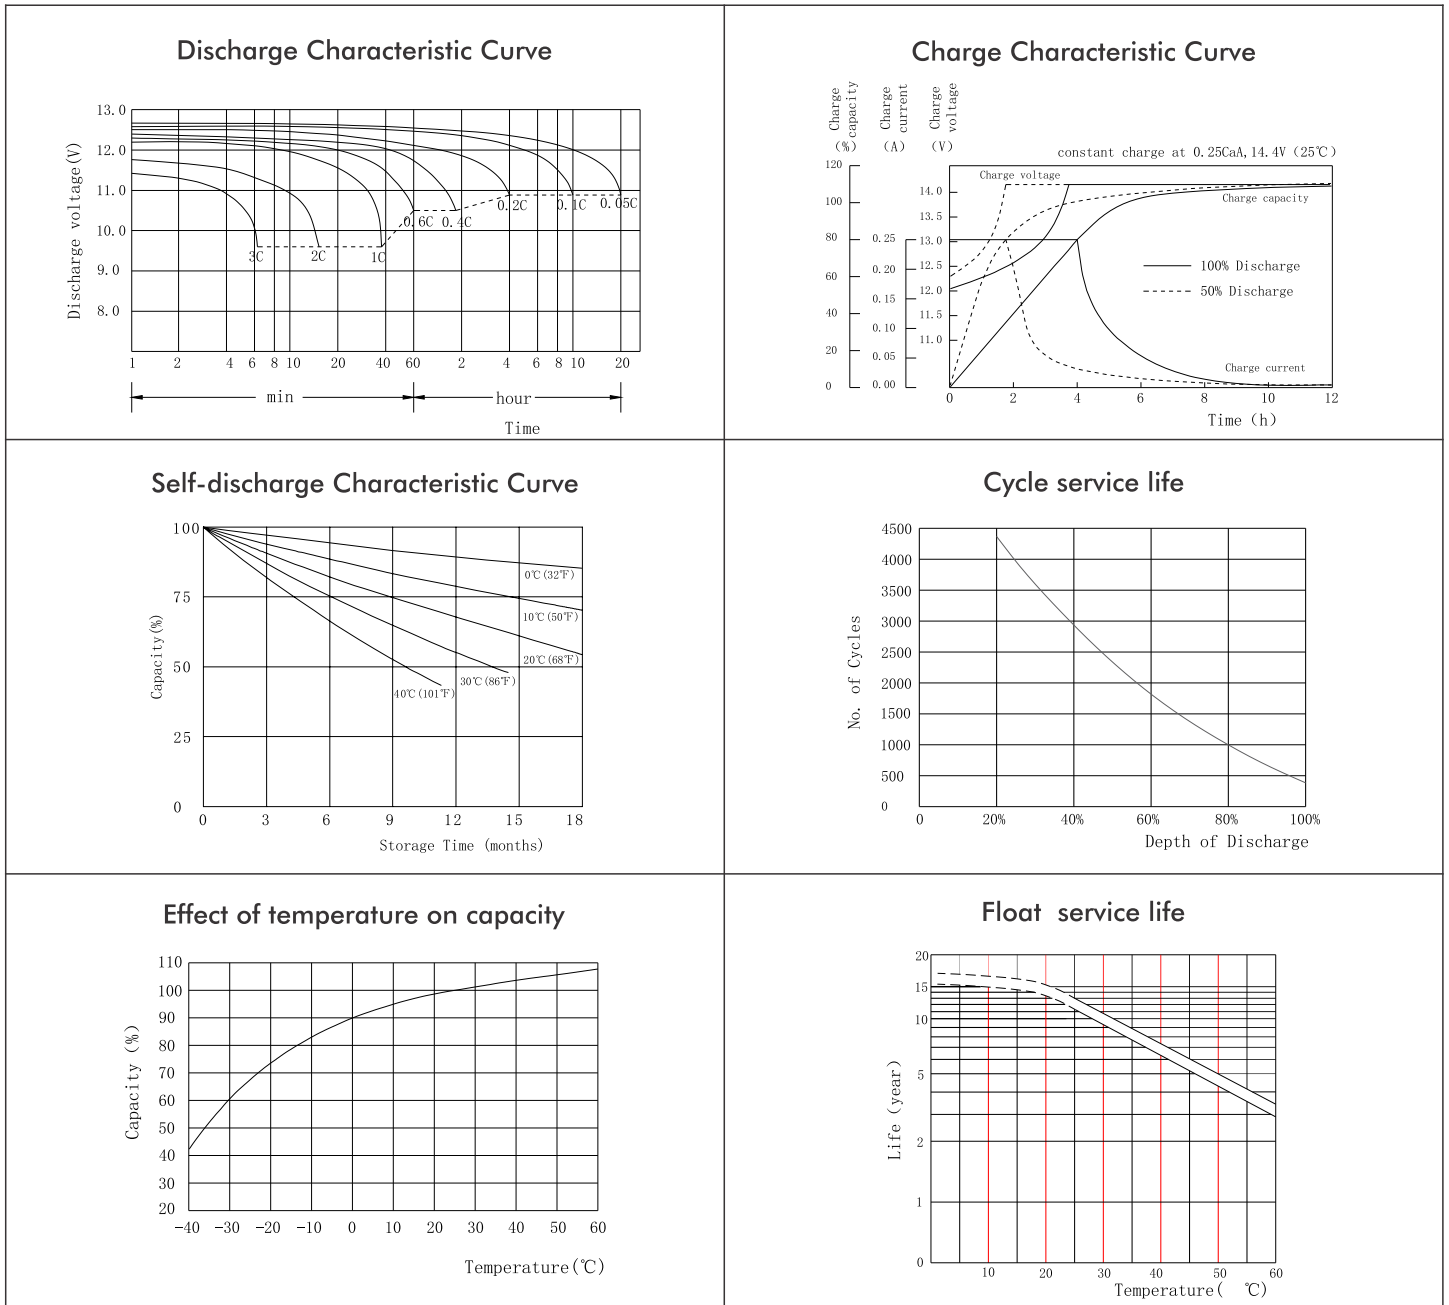 Discharge Characteristic Curve
13.0
12.0
11.0
10.0
9.0
8.0
Discharge voltage(V)
3C
2C
1C
0.6C
0.4C
0.2C
0.1C
0.05C
1 2 4 6 8 10 20 40 60 2 4 6 8 10 20
min
hour
Time
Charge Characteristic Curve
Charge capacity (%)
Charge current (A)
Charge voltage (V)
constant charge at 0.25CaA,14.4V (25℃)
120
100
80
60
40
20
0
0.25
0.20
0.15
0.10
0.05
0.00
14.0
13.5
13.0
12.5
12.0
11.5
11.0
Charge voltage
Charge capacity
100% Discharge
50% Discharge
Charge current
0 2 4 6 8 10 12
Time (h)
Self-discharge Characteristic Curve
100
75
50
25
0
Capacity(%)
0℃(32℉)
10℃(50℉)
20℃(68℉)
30℃(86℉)
40℃(101℉)
0 3 6 9 12 15 18
Storage Time (months)
Cycle service life
4500
4000
3500
3000
2500
2000
1500
1000
500
0
No. of Cycles
0 20% 40% 60% 80% 100%
Depth of Discharge
Effect of temperature on capacity
110
100
90
80
70
60
50
40
30
20
Capacity (%)
-40 -30 -20 -10 0 10 20 30 40 50 60
Temperature(℃)
Float service life
20
15
10
5
2
1
0
Life (year)
10 20 30 40 50 60
Temperature( ℃)